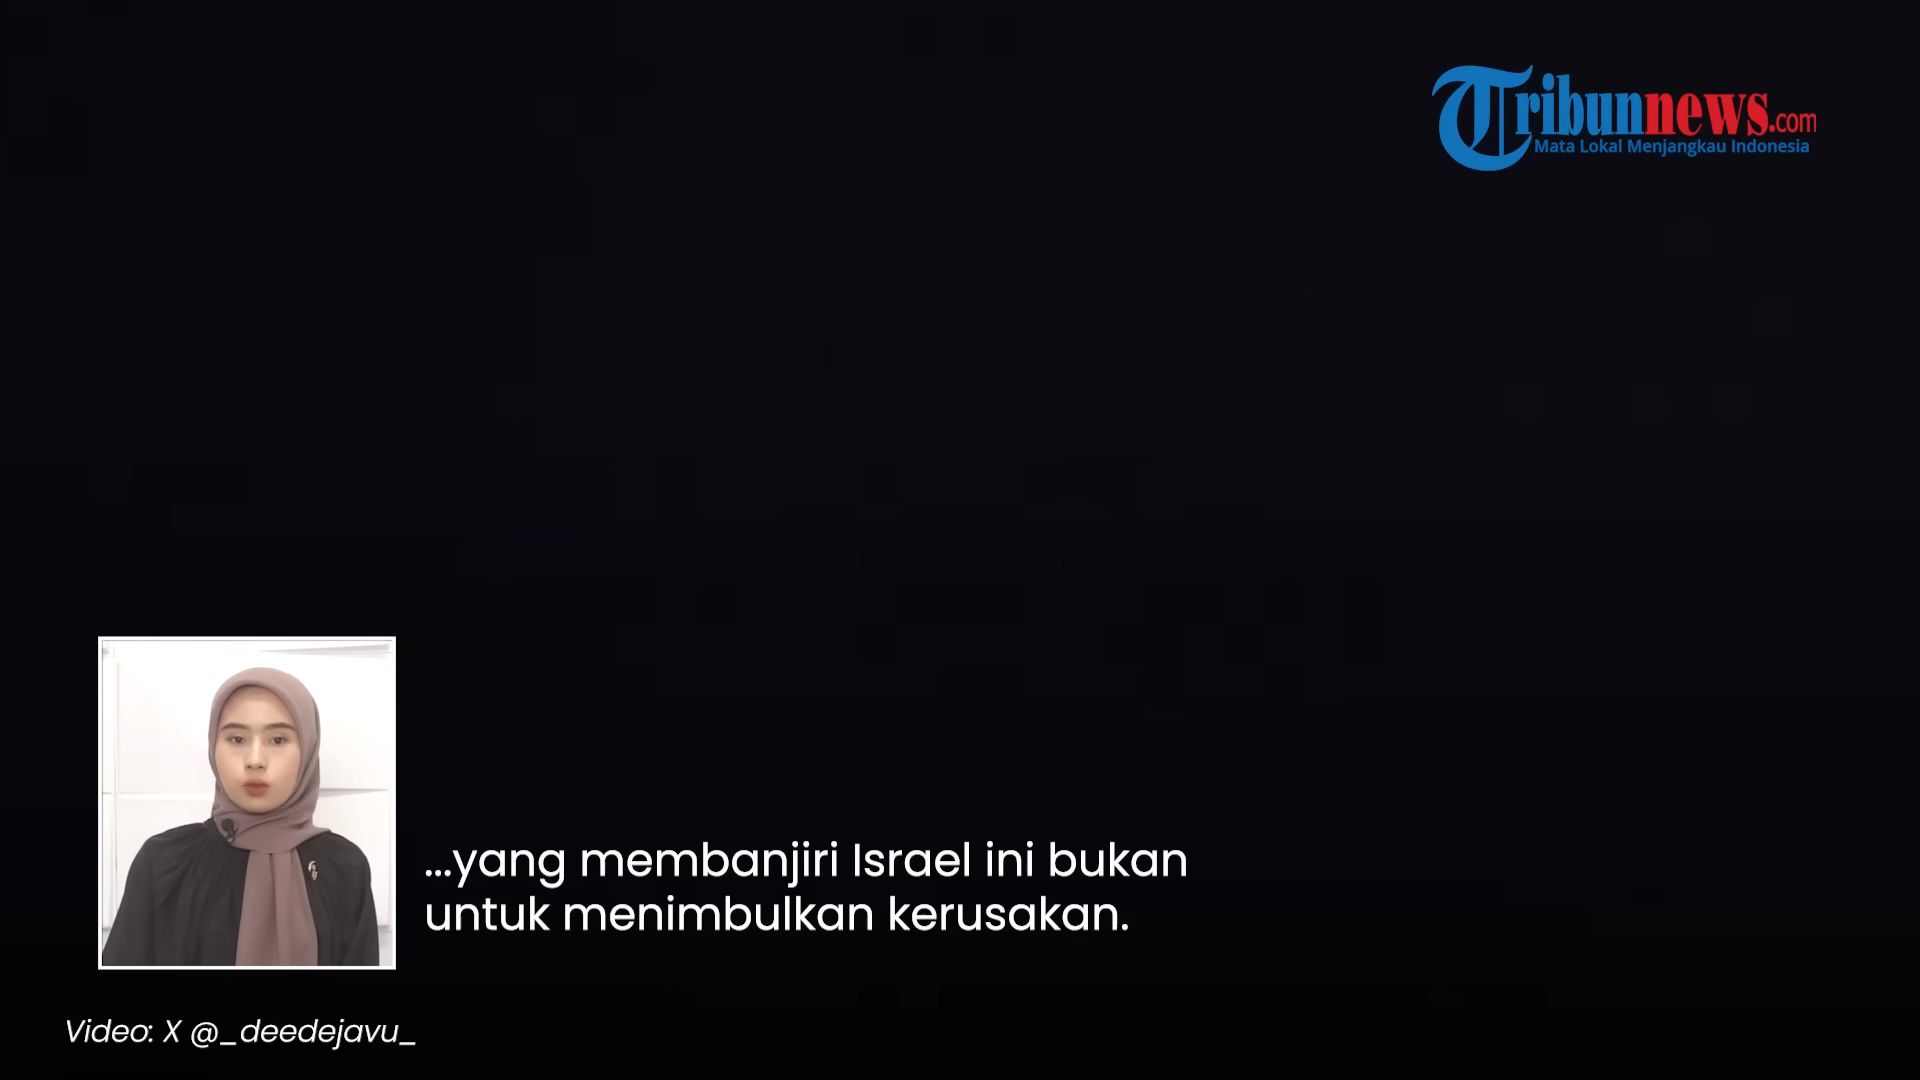 Tribunnews.com
Mata Lokal Menjangkau Indonesia
...yang membanjiri Israel ini bukan
untuk menimbulkan kerusakan.
Video: X @_deedejavu_